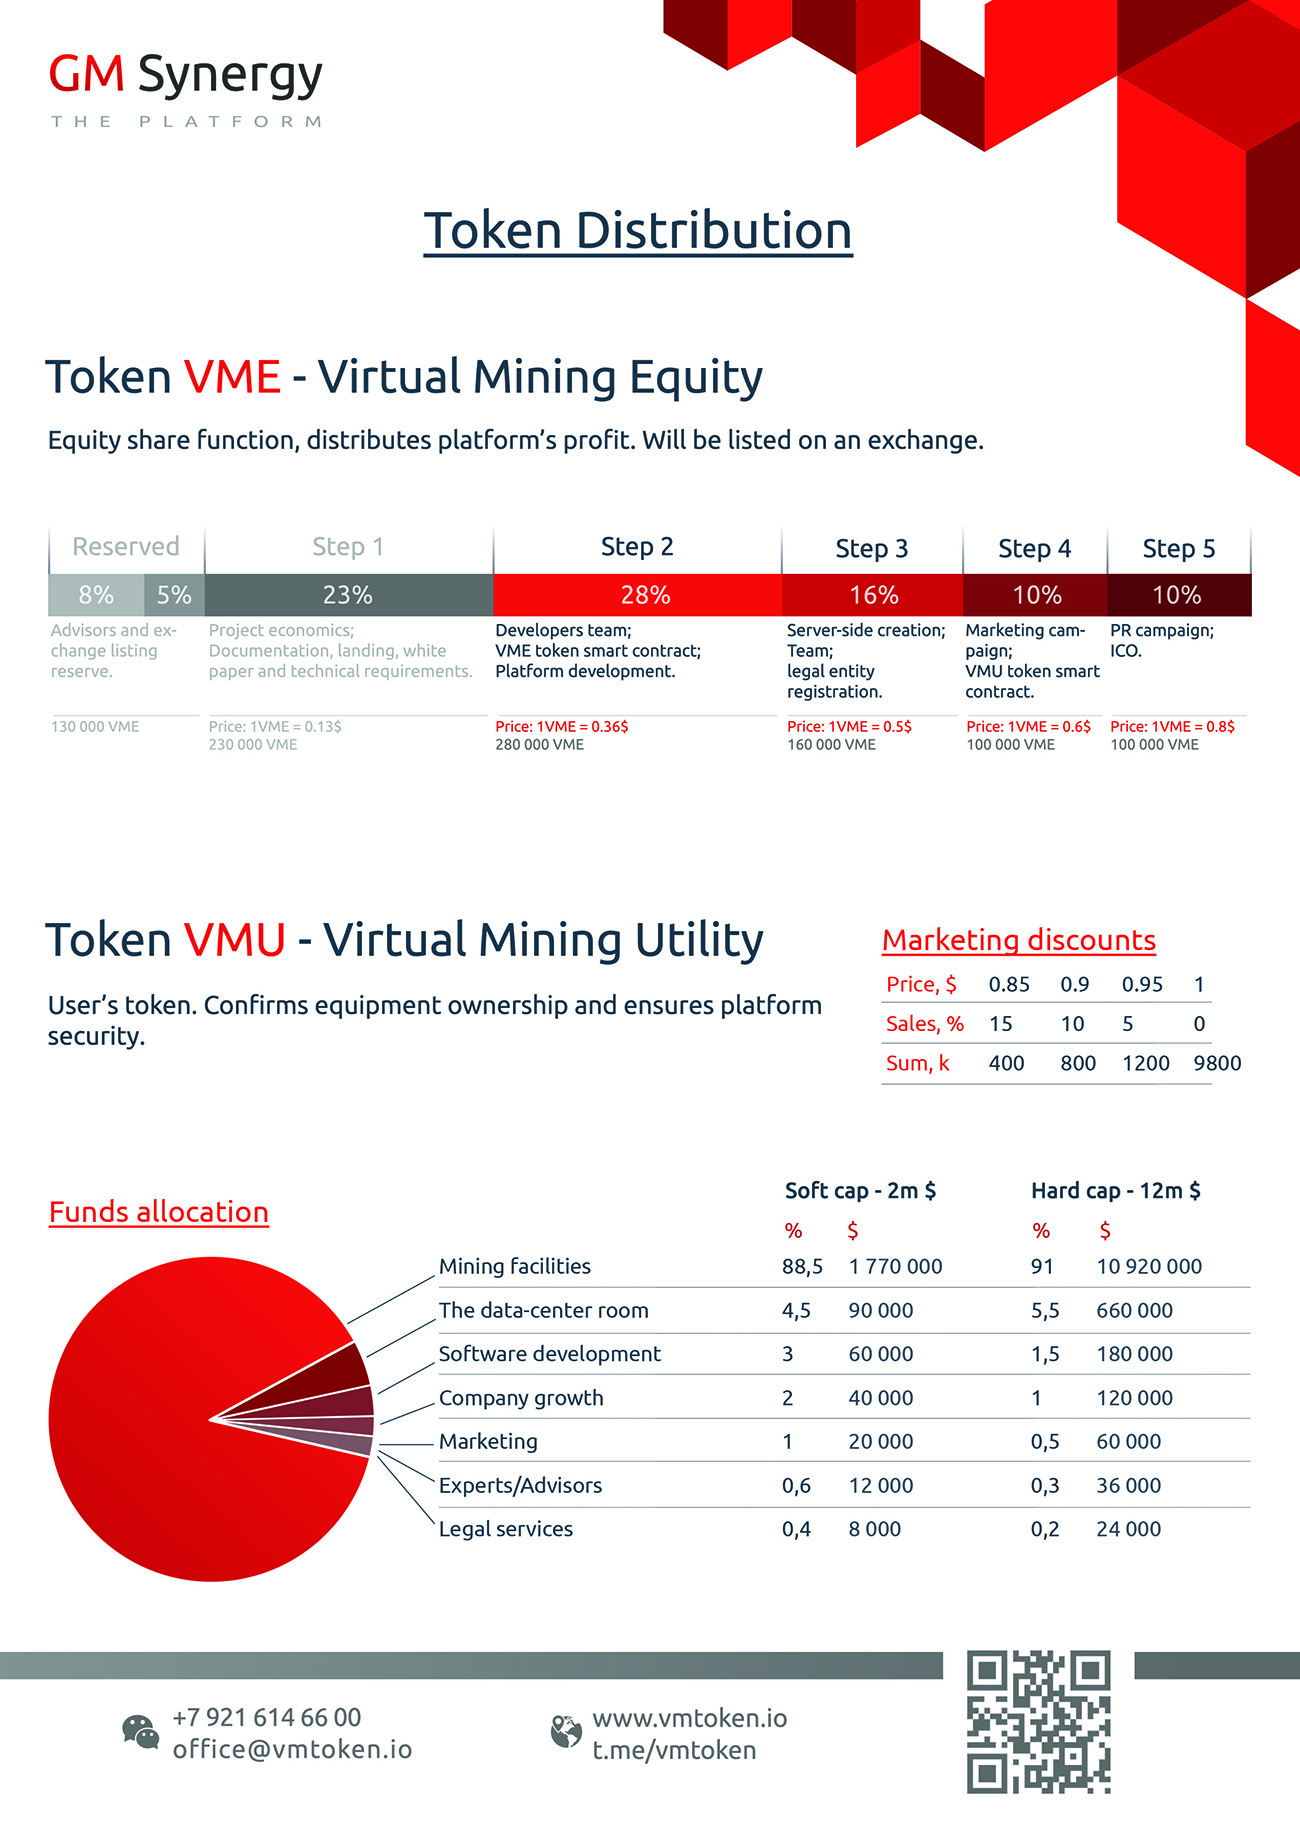 GM Synergy
THE PLATFORM
Token Distribution
Token VME - Virtual Mining Equity
Equity share function, distributes platform's profit. Will be listed on an exchange.
Reserved
8% 5%
Advisors and ex-
change listing
reserve.
130 000 VME
Step 1
23%
Project economics;
Documentation, landing, white
paper and technical requirements.
Price: 1VME = 0.13$
230 000 VME
Step 2
28%
Developers team;
VME token smart contract;
Platform development.
Price: 1VME = 0.36$
280 000 VME
Step 3
16%
Server-side creation;
Team;
legal entity
registration.
Price: 1VME = 0.5$
160 000 VME
Step 4
10%
Marketing cam-
paign;
VMU token smart
contract.
Price: 1VME = 0.6$
100 000 VME
Step 5
10%
PR campaign;
ICO.
Price: 1VME = 0.8$
100 000 VME
Token VMU - Virtual Mining Utility
User's token. Confirms equipment ownership and ensures platform
security.
Marketing discounts
Price, $ 0.85 0.9 0.95 1
Sales, % 15 10 5 0
Sum, k 400 800 1200 9800
Funds allocation
Soft cap - 2m $ Hard cap - 12m $
% $ % $
Mining facilities 88,5 1 770 000 91 10 920 000
The data-center room 4,5 90 000 5,5 660 000
Software development 3 60 000 1,5 180 000
Company growth 2 40 000 1 120 000
Marketing 1 20 000 0,5 60 000
Experts/Advisors 0,6 12 000 0,3 36 000
Legal services 0,4 8 000 0,2 24 000
+7 921 614 66 00
office@vmtoken.io
www.vmtoken.io
t.me/vmtoken